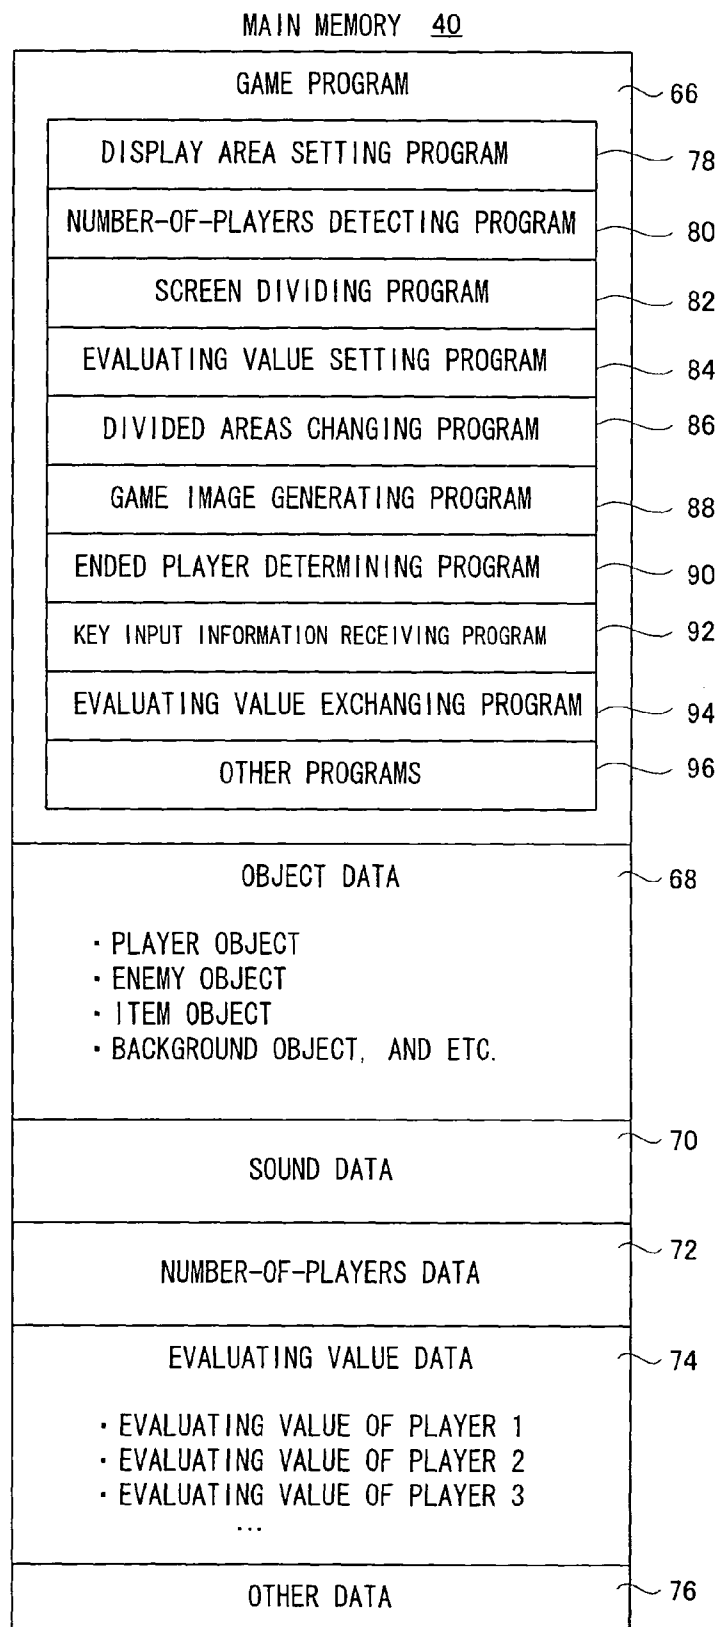 MAIN MEMORY 40
GAME PROGRAM 66
DISPLAY AREA SETTING PROGRAM 78
NUMBER-OF-PLAYERS DETECTING PROGRAM 80
SCREEN DIVIDING PROGRAM 82
EVALUATING VALUE SETTING PROGRAM 84
DIVIDED AREAS CHANGING PROGRAM 86
GAME IMAGE GENERATING PROGRAM 88
ENDED PLAYER DETERMINING PROGRAM 90
KEY INPUT INFORMATION RECEIVING PROGRAM 92
EVALUATING VALUE EXCHANGING PROGRAM 94
OTHER PROGRAMS 96
OBJECT DATA 68
· PLAYER OBJECT
· ENEMY OBJECT
· ITEM OBJECT
· BACKGROUND OBJECT, AND ETC.
SOUND DATA 70
NUMBER-OF-PLAYERS DATA 72
EVALUATING VALUE DATA 74
· EVALUATING VALUE OF PLAYER 1
· EVALUATING VALUE OF PLAYER 2
· EVALUATING VALUE OF PLAYER 3
...
OTHER DATA 76